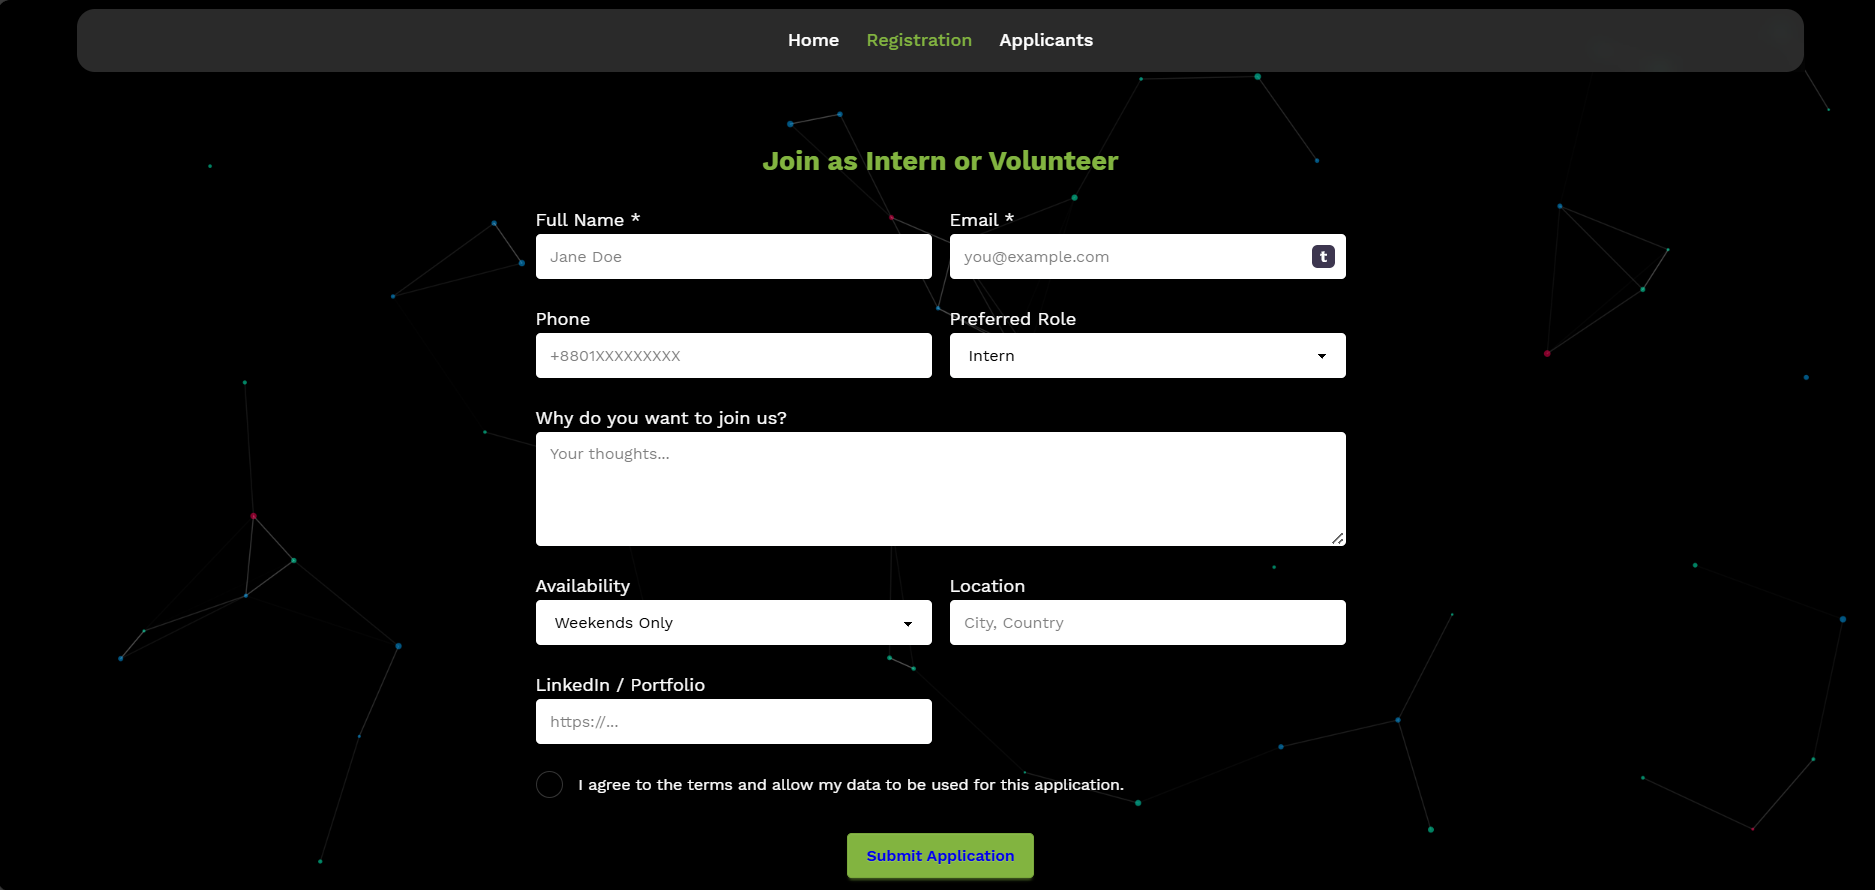 Home Registration Applicants
Join as Intern or Volunteer
Full Name * Email *
Jane Doe you@example.com t
Phone Preferred Role
+8801XXXXXXXXX Intern
Why do you want to join us?
Your thoughts...
Availability Location
Weekends Only City, Country
LinkedIn / Portfolio
https://...
I agree to the terms and allow my data to be used for this application.
Submit Application